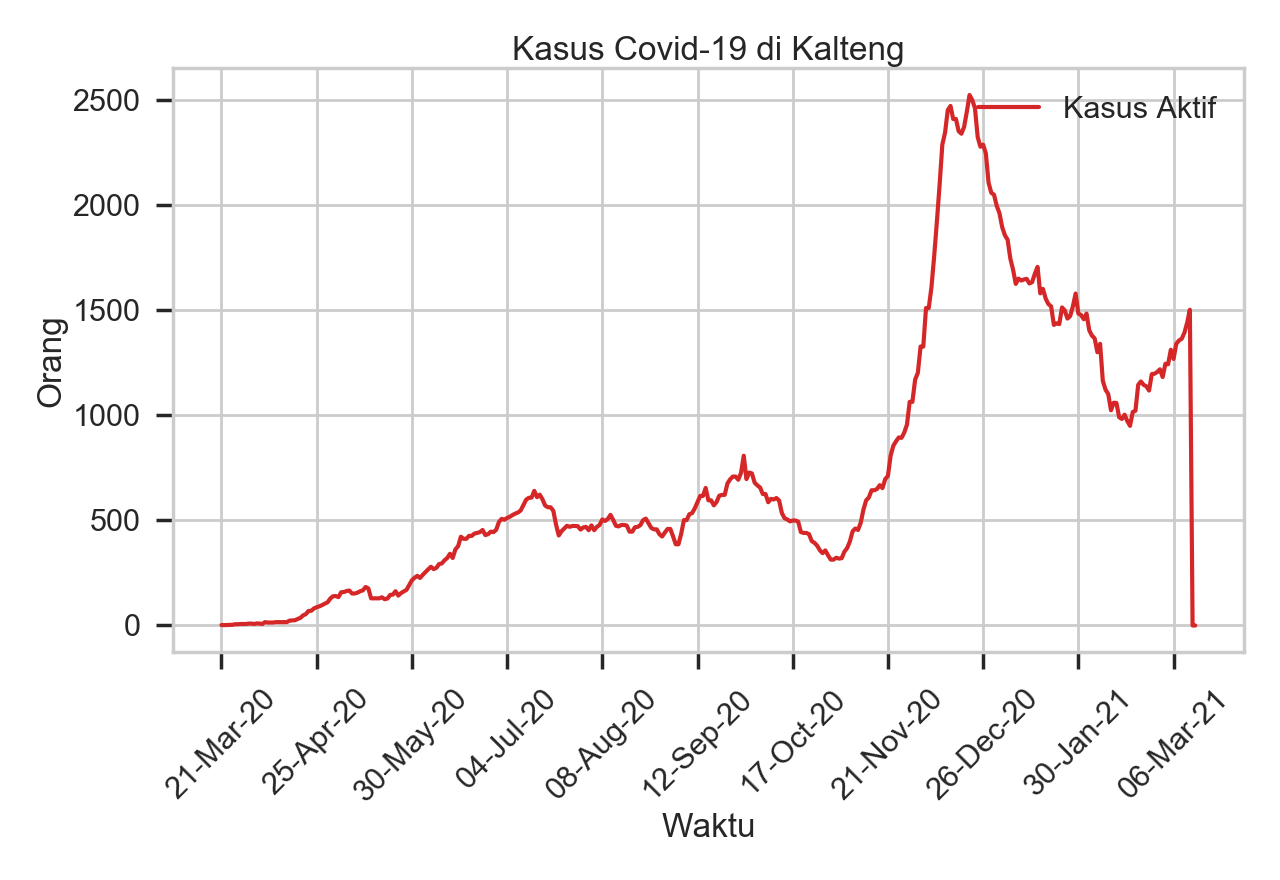 Kasus Covid-19 di Kalteng
Kasus Aktif
2500
2000
1500
1000
500
0
Orang
21-Mar-20
25-Apr-20
30-May-20
04-Jul-20
08-Aug-20
12-Sep-20
17-Oct-20
21-Nov-20
26-Dec-20
30-Jan-21
06-Mar-21
Waktu